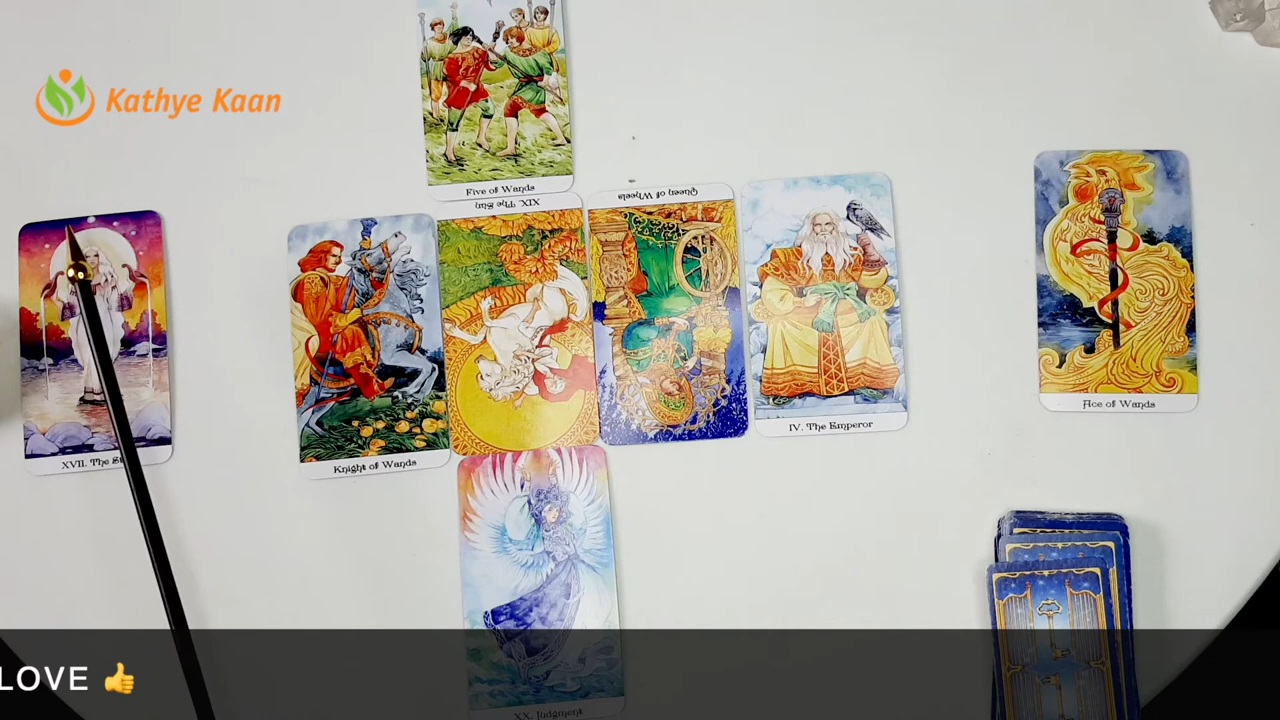 Kathye Kaan
Five of Wands
XIX. The Sun
Queen of Wheels
XVII. The
Knight of Wands
IV. The Emperor
Ace of Wands
XX. Judgment
LOVE 👍